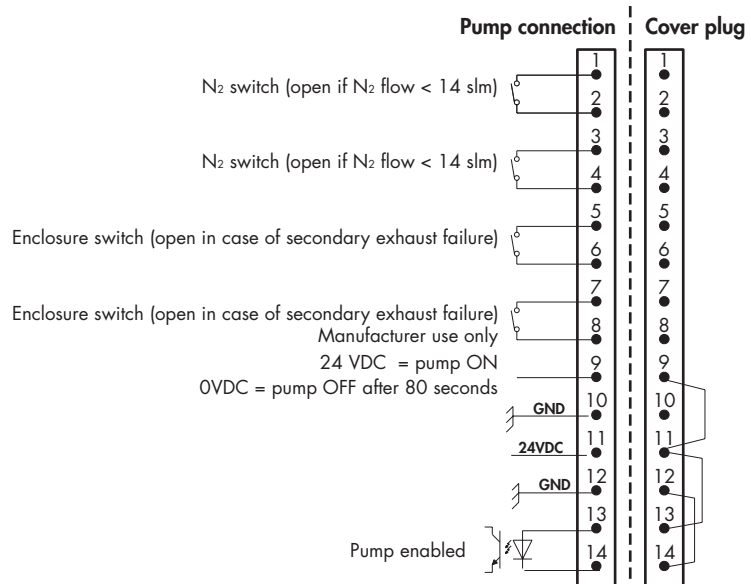 Pump connection Cover plug
1 1
N2 switch (open if N2 flow < 14 slm)
2 2
3 3
N2 switch (open if N2 flow < 14 slm)
4 4
5 5
Enclosure switch (open in case of secondary exhaust failure)
6 6
7 7
Enclosure switch (open in case of secondary exhaust failure)
8 8
Manufacturer use only
24 VDC = pump ON
9 9
0VDC = pump OFF after 80 seconds
10 10
GND
11 11
24VDC
12 12
GND
13 13
Pump enabled
14 14